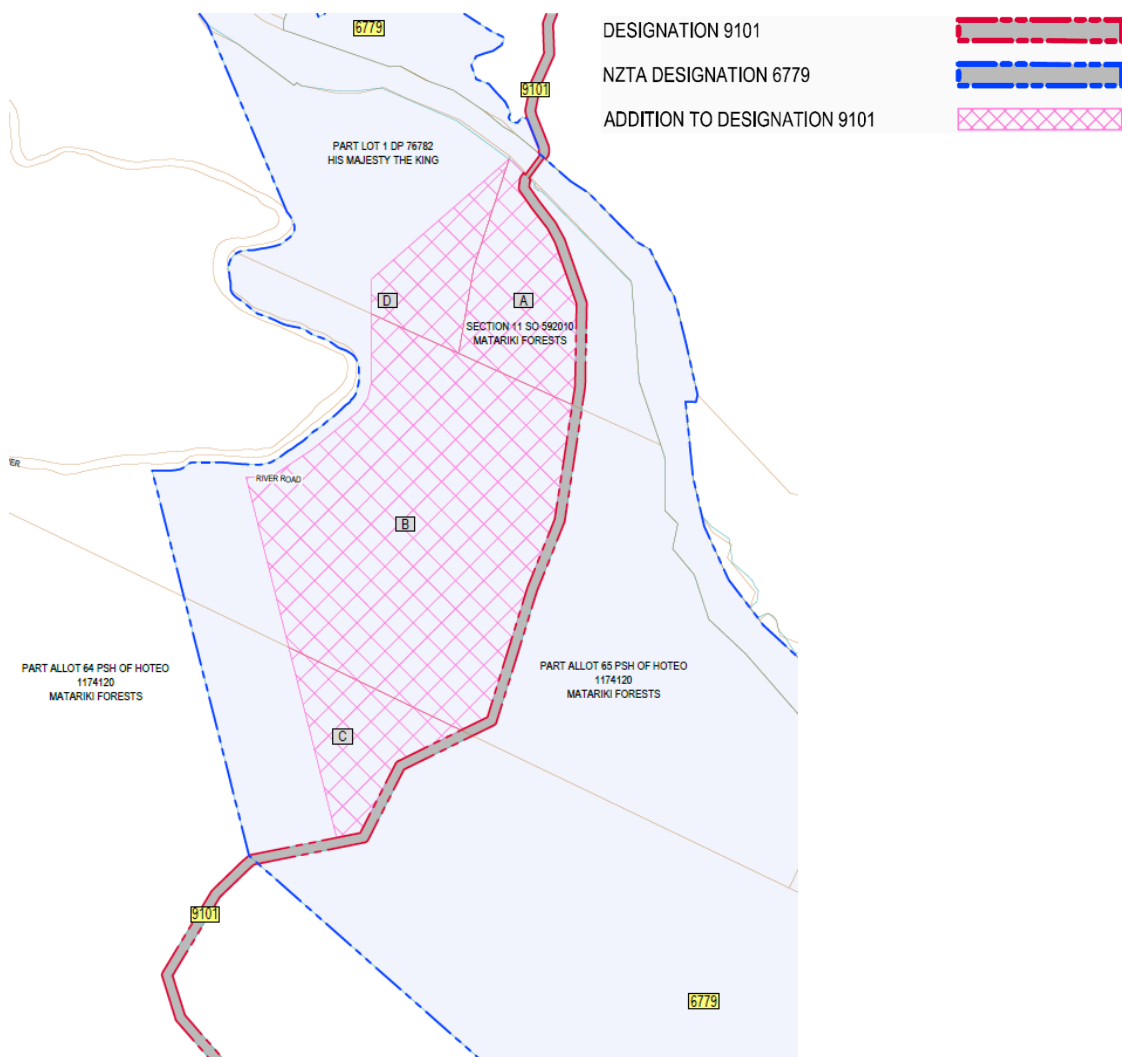 DESIGNATION 9101
NZTA DESIGNATION 6779
ADDITION TO DESIGNATION 9101
6779
9101
PART LOT 1 DP 76782
HIS MAJESTY THE KING
D
A
SECTION 11 SO 592010
MATARIKI FORESTS
ER
RIVER ROAD
B
PART ALLOT 64 PSH OF HOTEO
1174120
MATARIKI FORESTS
PART ALLOT 65 PSH OF HOTEO
1174120
MATARIKI FORESTS
C
9101
6779